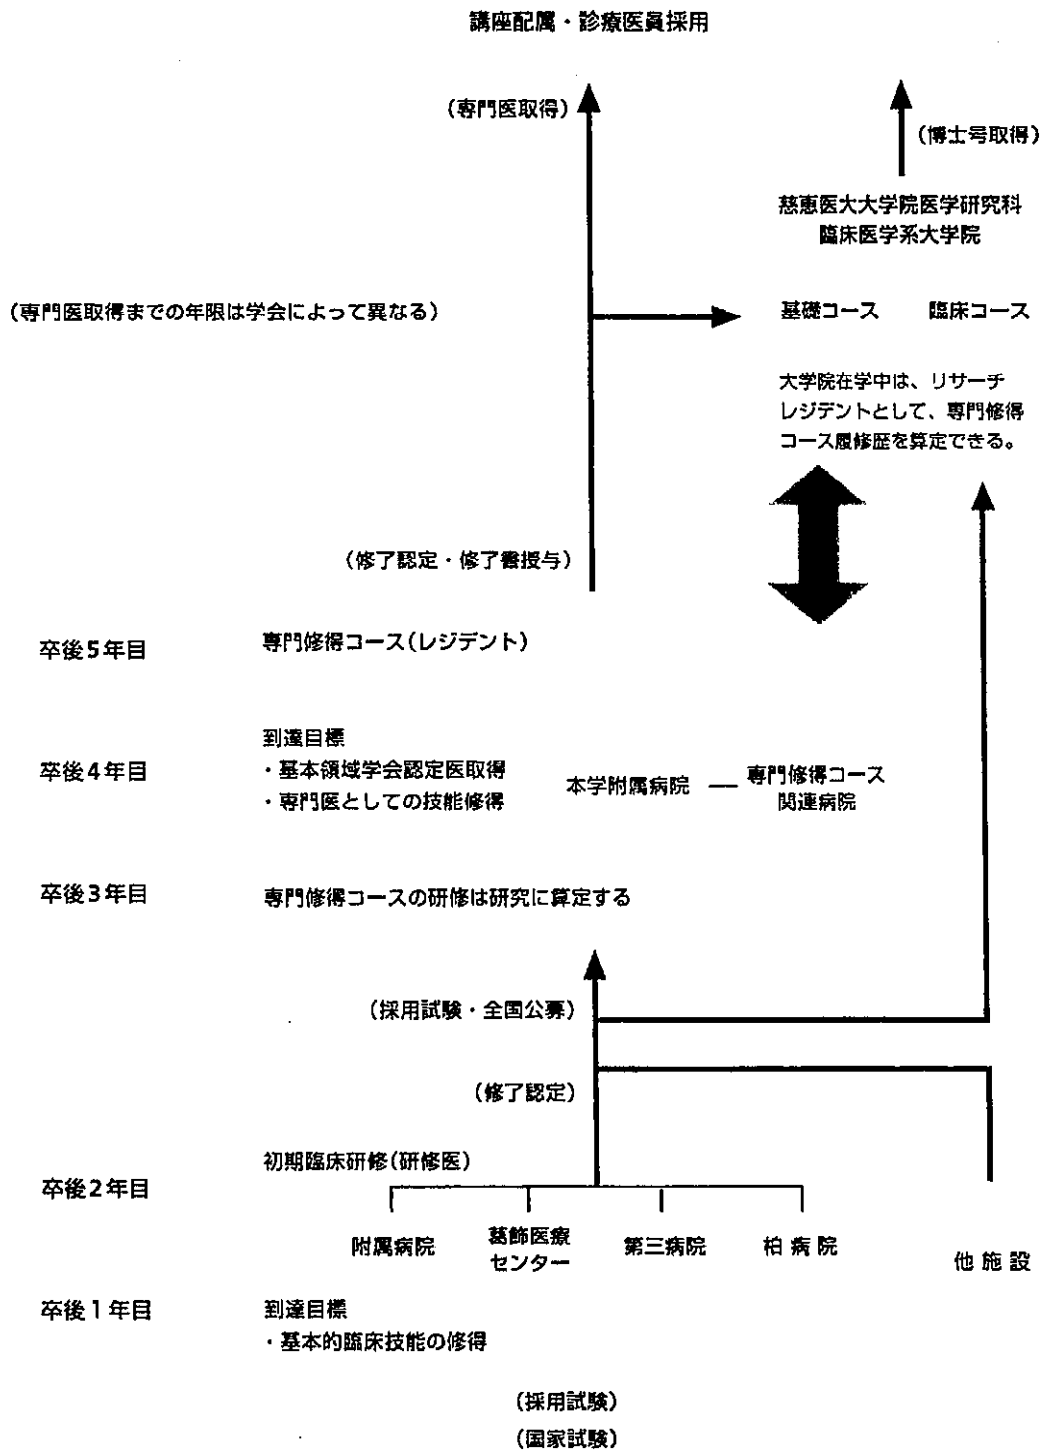 講座配属・診療医員採用
(専門医取得)
(博士号取得)
慈恵医大大学院医学研究科
臨床医学系大学院
(専門医取得までの年限は学会によって異なる)
基礎コース 臨床コース
大学院在学中は、リサーチ
レジデントとして、専門修得
コース履修歴を算定できる。
(修了認定・修了書授与)
卒後5年目
専門修得コース(レジデント)
到達目標
卒後4年目
・基本領域学会認定医取得
・専門医としての技能修得
本学附属病院 — 専門修得コース
関連病院
卒後3年目
専門修得コースの研修は研究に算定する
(採用試験・全国公募)
(修了認定)
初期臨床研修(研修医)
卒後2年目
附属病院
葛飾医療
センター
第三病院
柏病院
他施設
卒後1年目
到達目標
・基本的臨床技能の修得
(採用試験)
(国家試験)